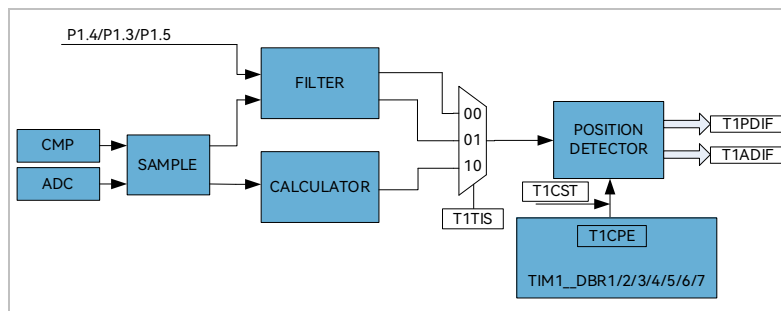 P1.4/P1.3/P1.5
FILTER
CMP
ADC
SAMPLE
CALCULATOR
00
01
10
T1TIS
POSITION
DETECTOR
T1PDIF
T1ADIF
T1CST
T1CPE
TIM1__DBR1/2/3/4/5/6/7